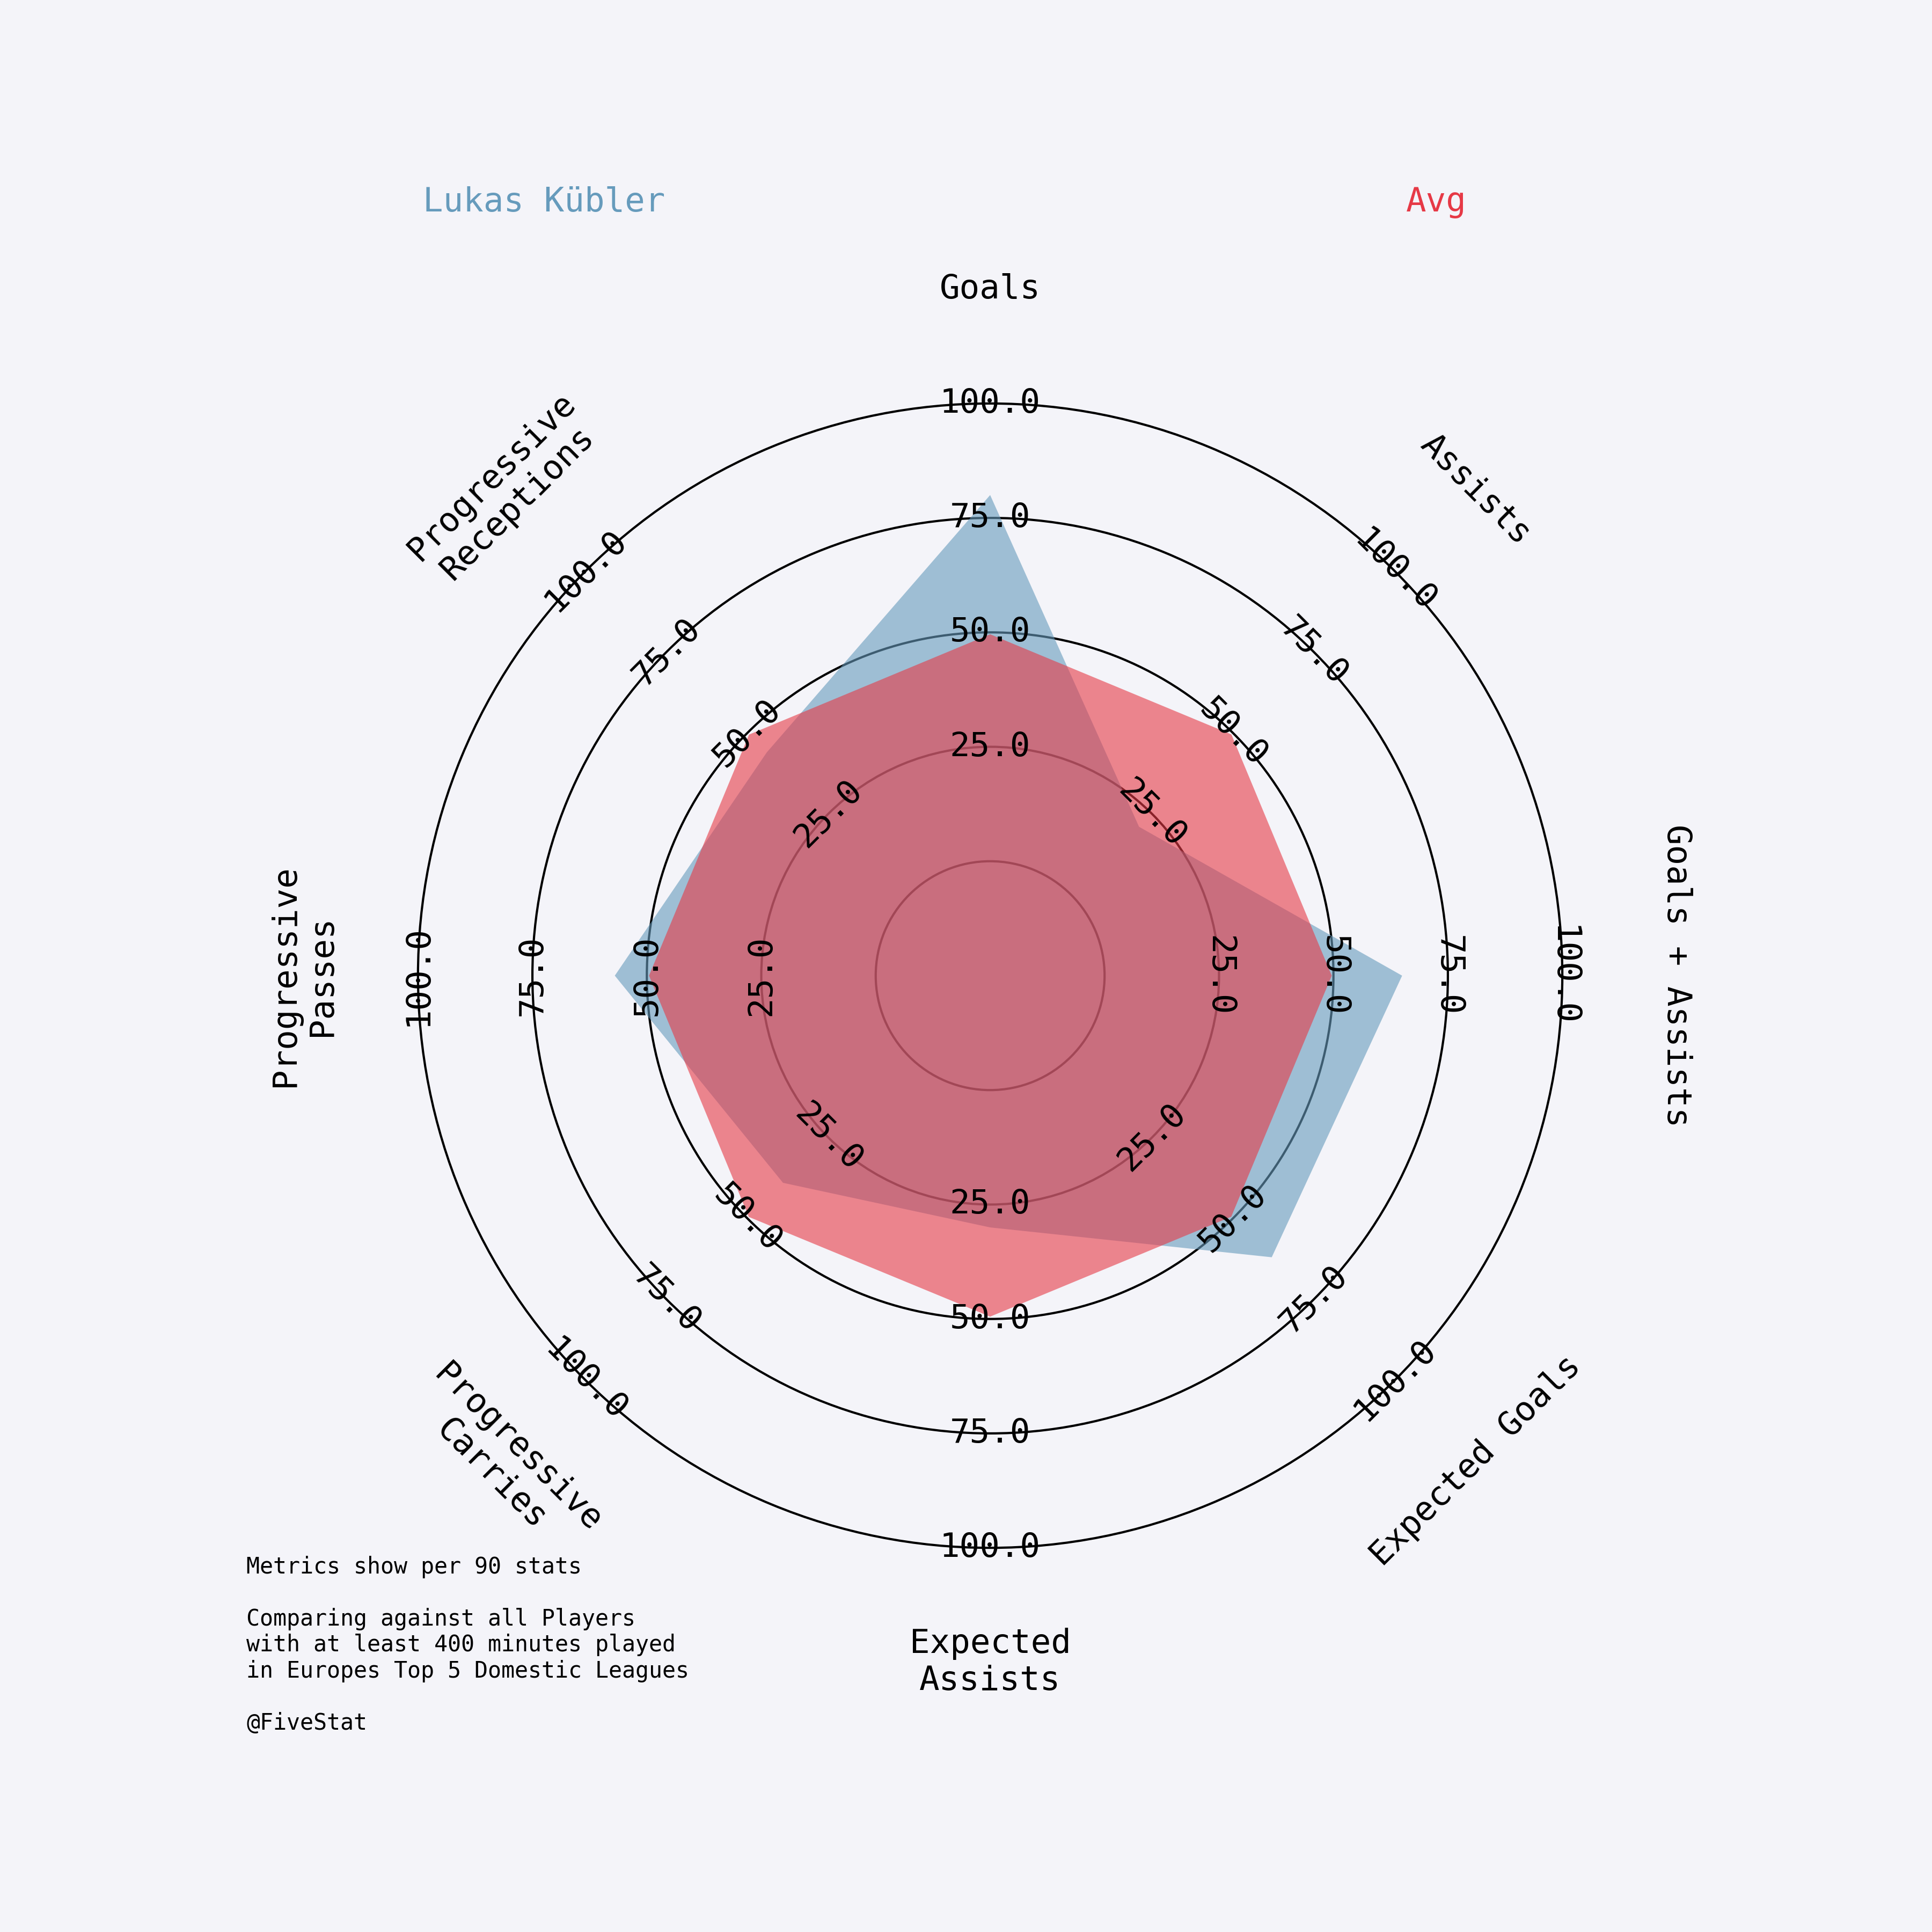 Lukas Kübler
Avg
Goals
Assists
Goals + Assists
Expected Goals
Expected
Assists
Progressive
Carries
Progressive
Passes
Progressive
Receptions
100.0
75.0
50.0
25.0
100.0
75.0
50.0
25.0
100.0
75.0
50.0
25.0
100.0
75.0
50.0
25.0
100.0
75.0
50.0
25.0
100.0
75.0
50.0
25.0
100.0
75.0
50.0
25.0
100.0
75.0
50.0
25.0
Metrics show per 90 stats
Comparing against all Players
with at least 400 minutes played
in Europes Top 5 Domestic Leagues
@FiveStat